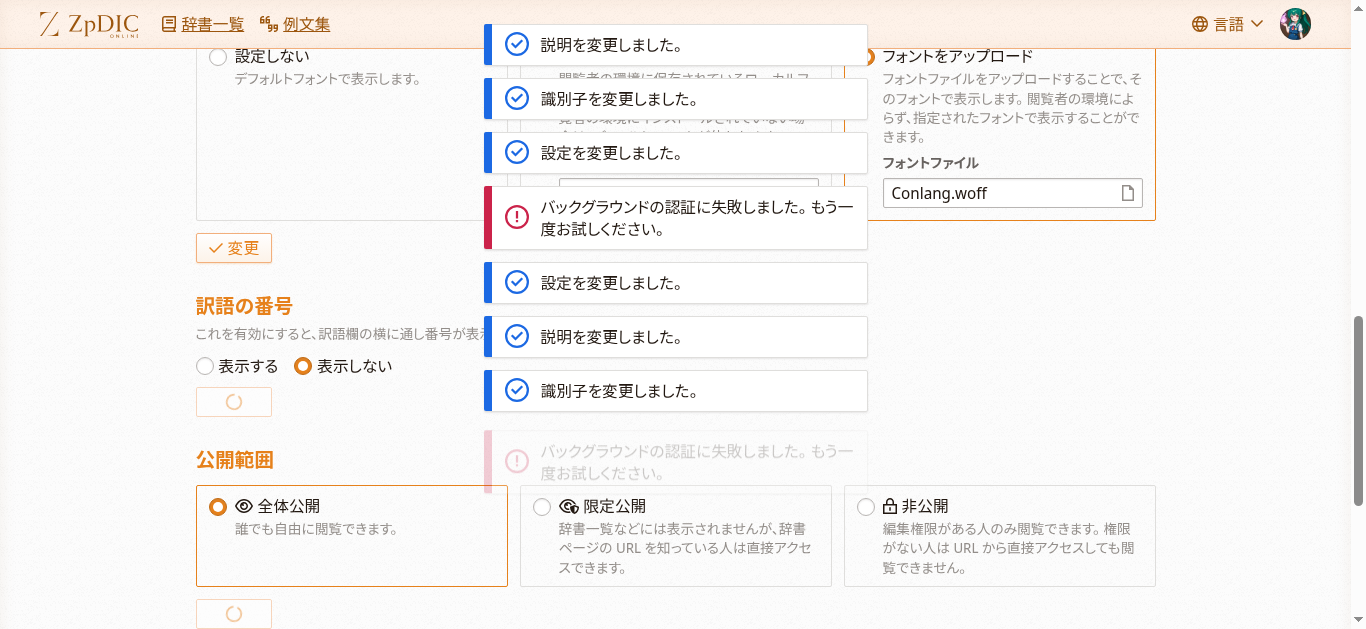 ZpDIC
ONLINE
辞書一覧
例文集
言語
説明を変更しました。
識別子を変更しました。
設定を変更しました。
バックグラウンドの認証に失敗しました。もう一
度お試しください。
設定を変更しました。
説明を変更しました。
識別子を変更しました。
バックグラウンドの認証に失敗しました。もう一
度お試しください。
設定しない
デフォルトフォントで表示します。
フォントをアップロード
フォントファイルをアップロードすることで、そ
のフォントで表示します。閲覧者の環境によ
らず、指定されたフォントで表示することがで
きます。
フォントファイル
Conlang.woff
変更
訳語の番号
これを有効にすると、訳語欄の横に通し番号が表
表示する
表示しない
公開範囲
全体公開
誰でも自由に閲覧できます。
限定公開
辞書一覧などには表示されませんが、辞書
ページの URL を知っている人は直接アクセ
スできます。
非公開
編集権限がある人のみ閲覧できます。権限
がない人は URL から直接アクセスしても閲
覧できません。